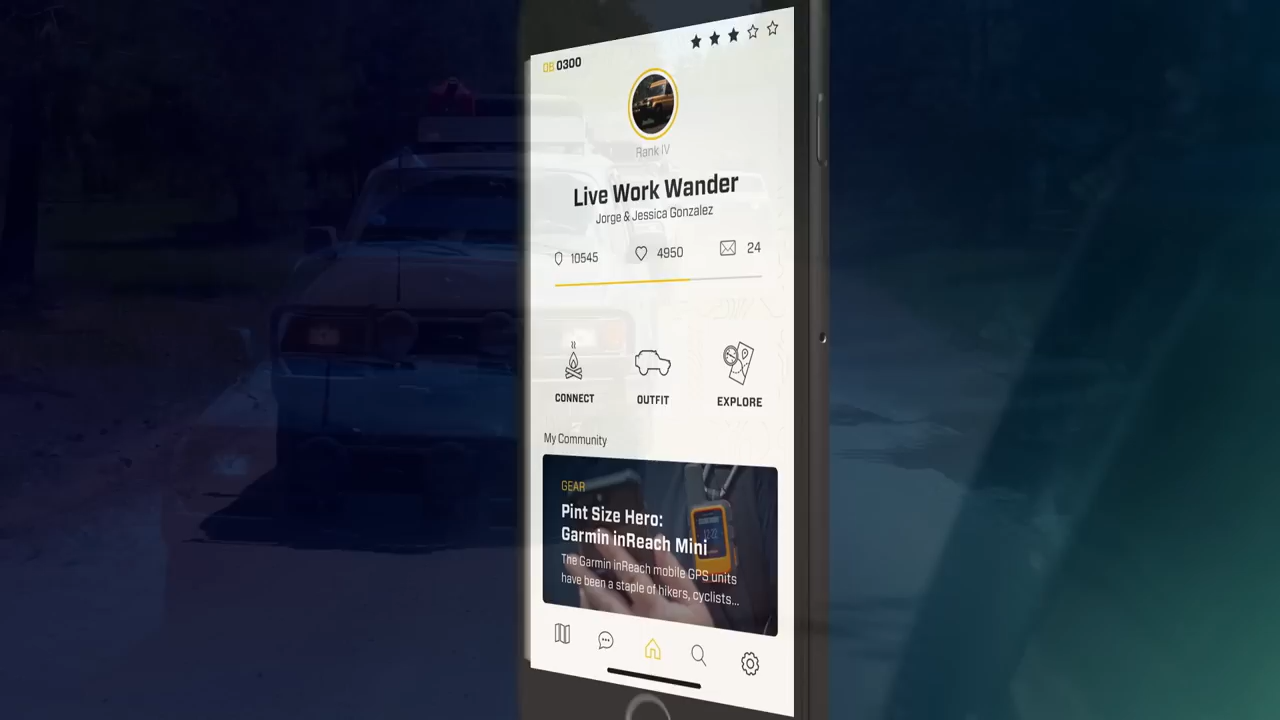 OB 0300
Rank IV
Live Work Wander
Jorge & Jessica Gonzalez
10545 4950 24
CONNECT OUTFIT EXPLORE
My Community
GEAR
Pint Size Hero:
Garmin inReach Mini
The Garmin inReach mobile GPS units
have been a staple of hikers, cyclists...